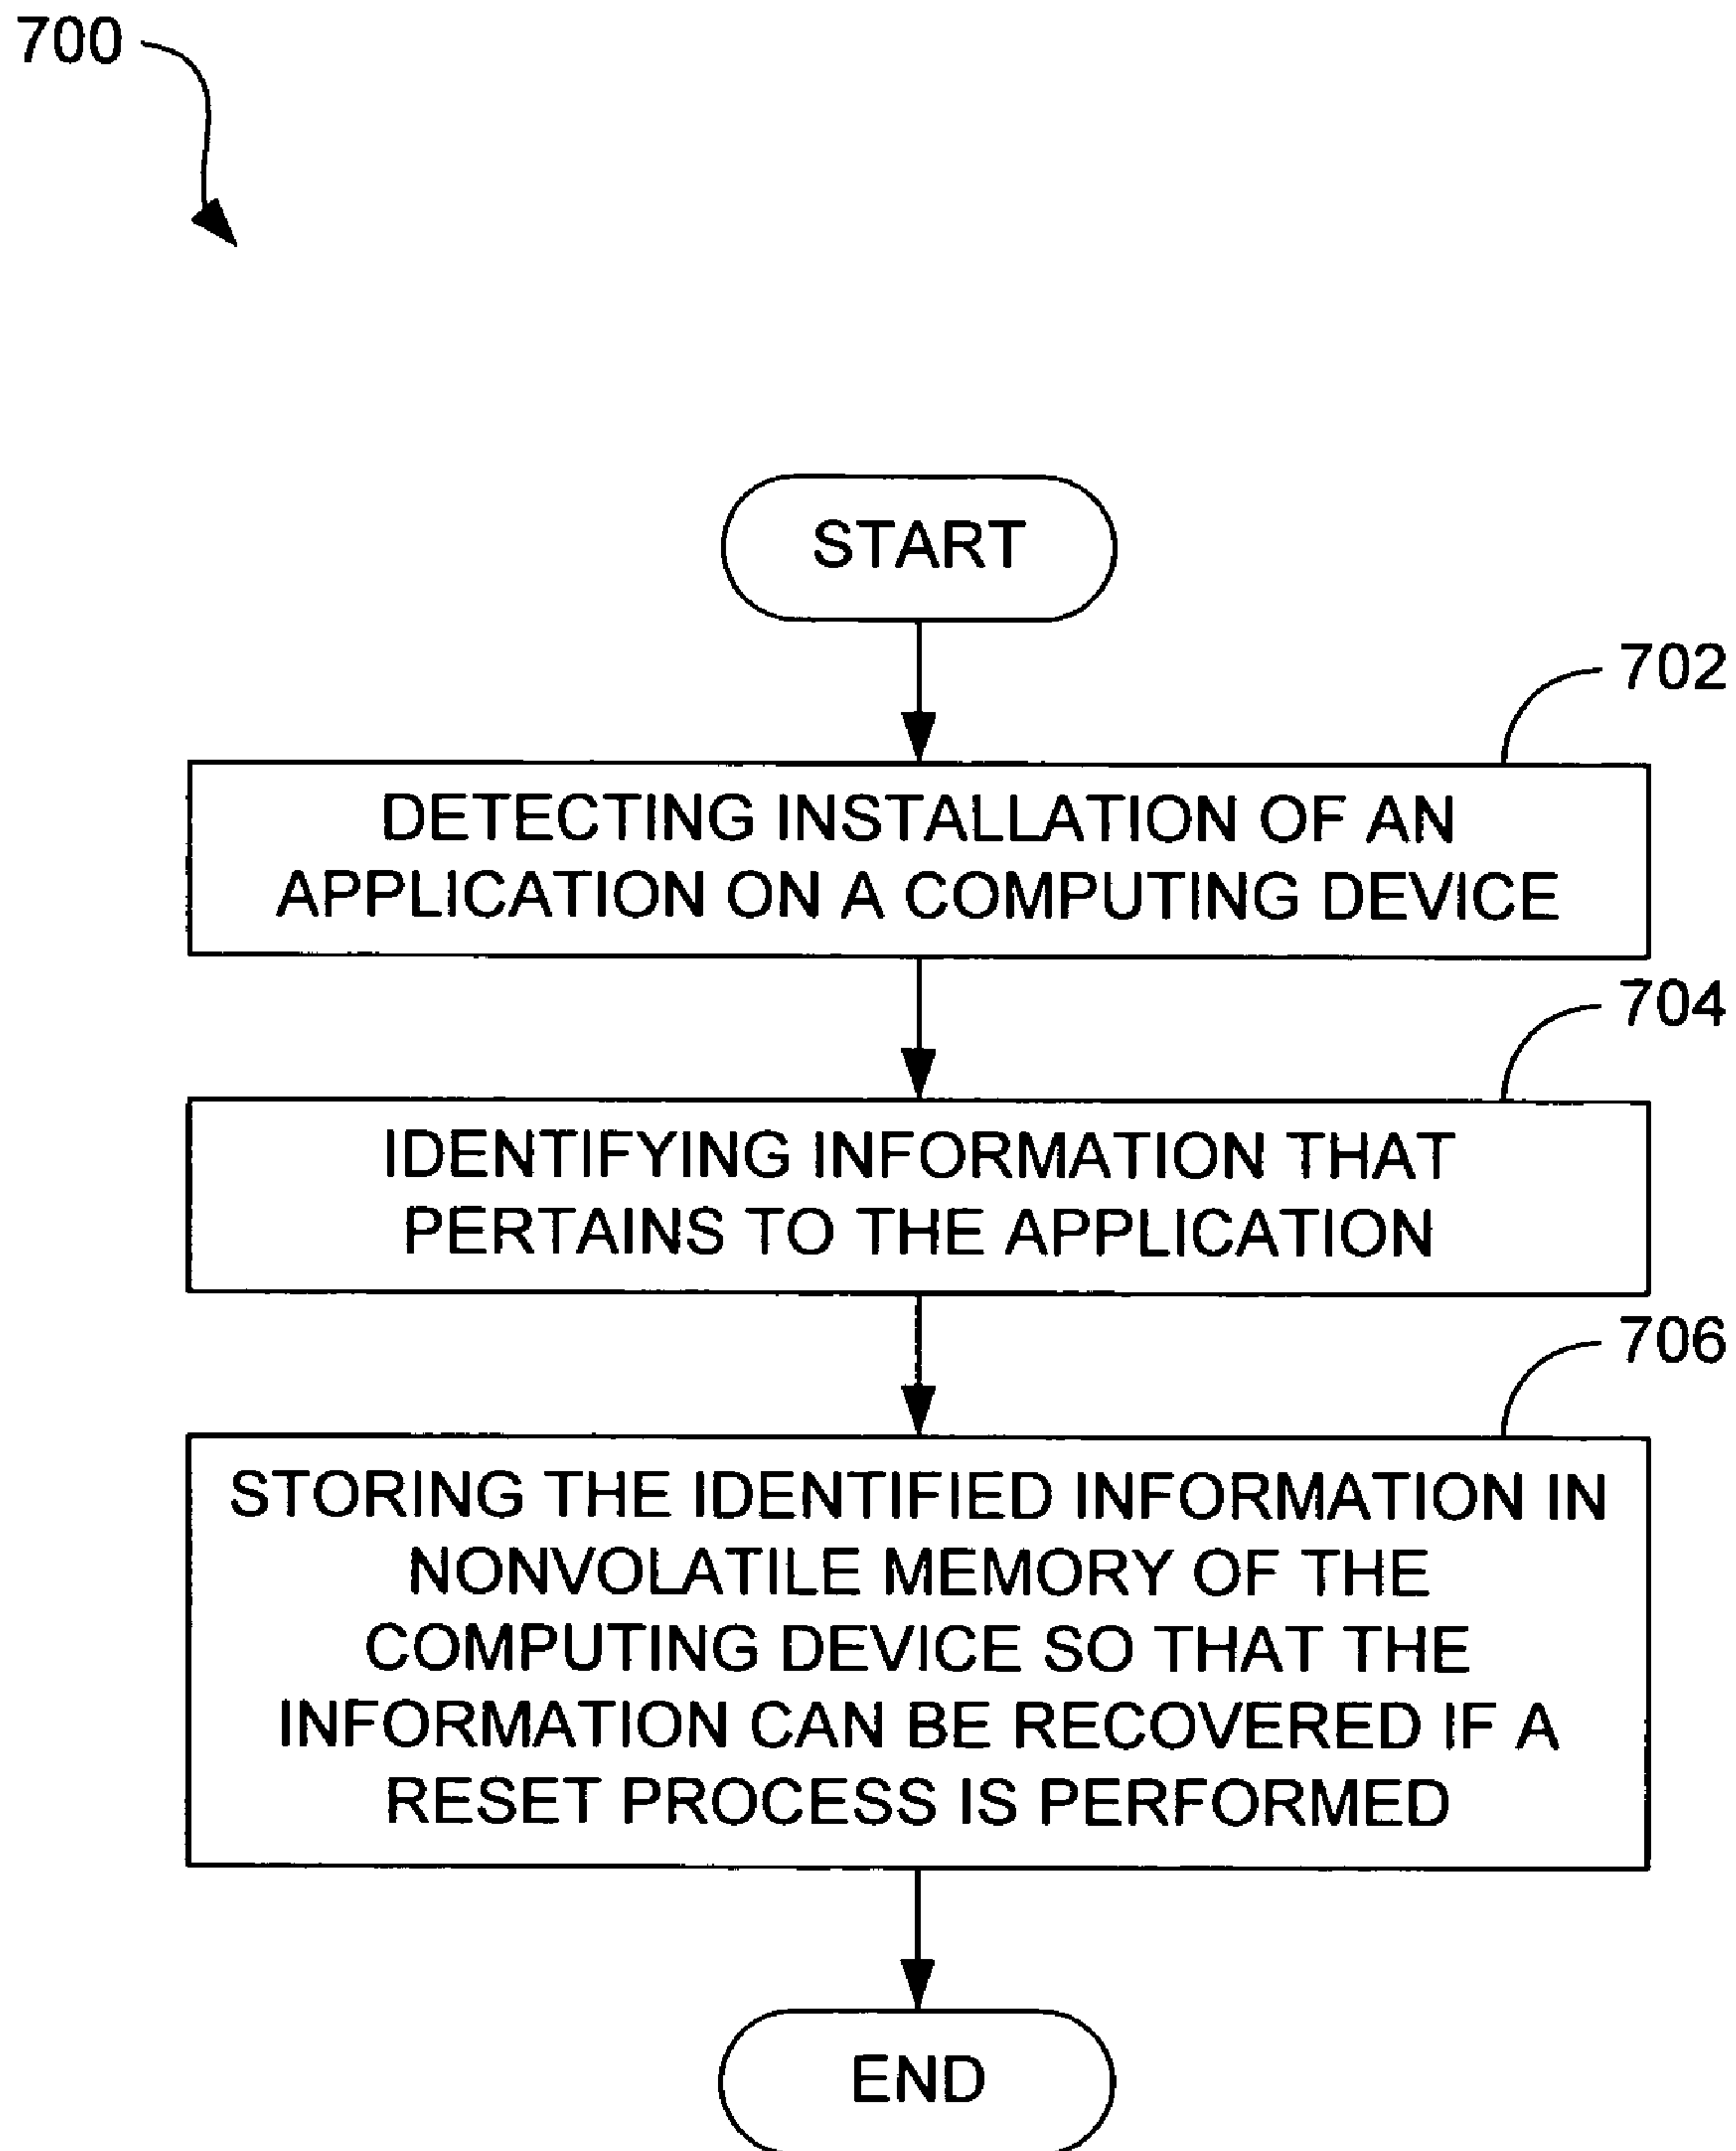 700
START
702
DETECTING INSTALLATION OF AN
APPLICATION ON A COMPUTING DEVICE
704
IDENTIFYING INFORMATION THAT
PERTAINS TO THE APPLICATION
706
STORING THE IDENTIFIED INFORMATION IN
NONVOLATILE MEMORY OF THE
COMPUTING DEVICE SO THAT THE
INFORMATION CAN BE RECOVERED IF A
RESET PROCESS IS PERFORMED
END